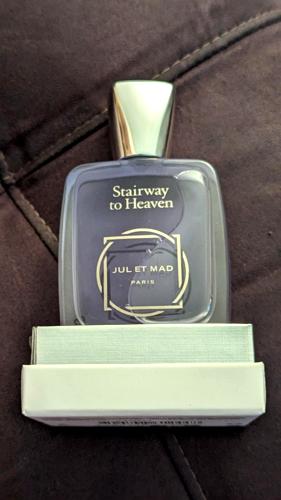 Stairway
to Heaven
JUL ET MAD
PARIS